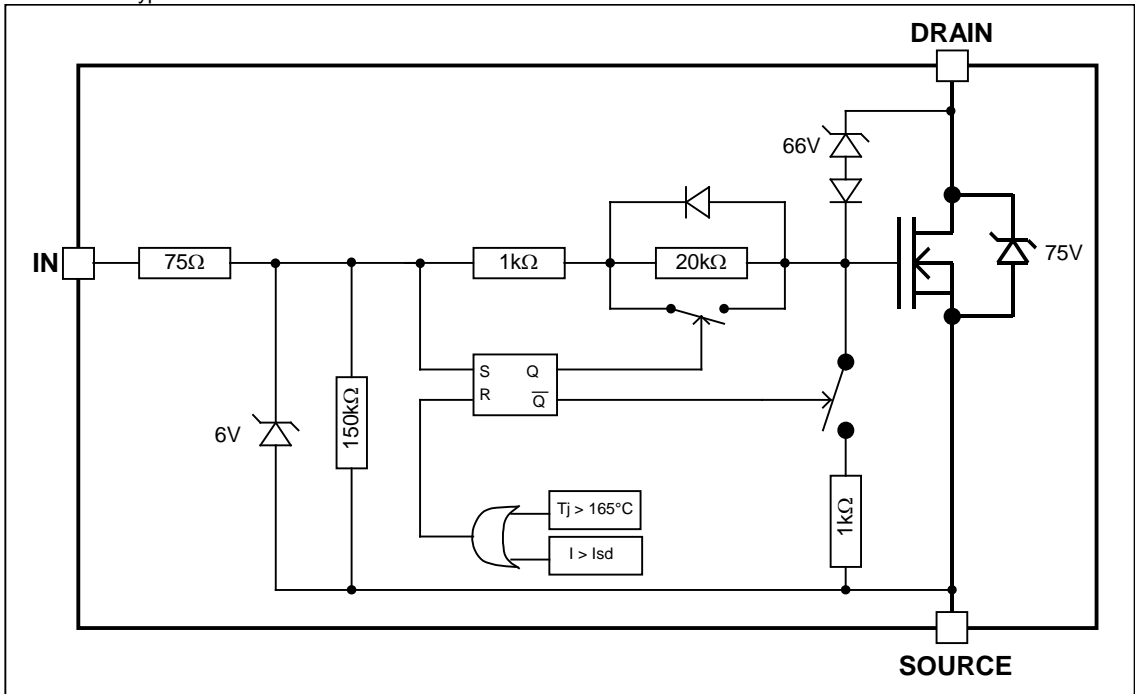 DRAIN
66V
75V
IN
75Ω
1kΩ
20kΩ
S Q
R Q̅
6V
150kΩ
Tj > 165°C
I > Isd
1kΩ
SOURCE